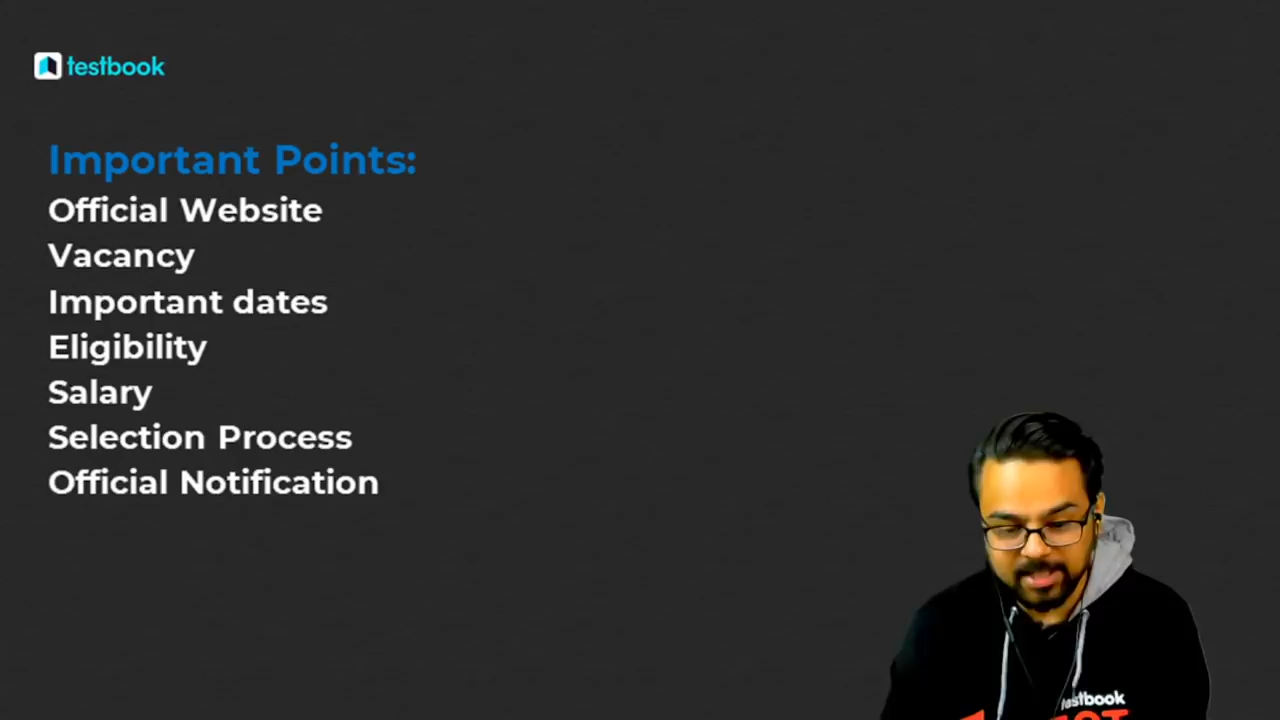 testbook
Important Points:
Official Website
Vacancy
Important dates
Eligibility
Salary
Selection Process
Official Notification
testbook